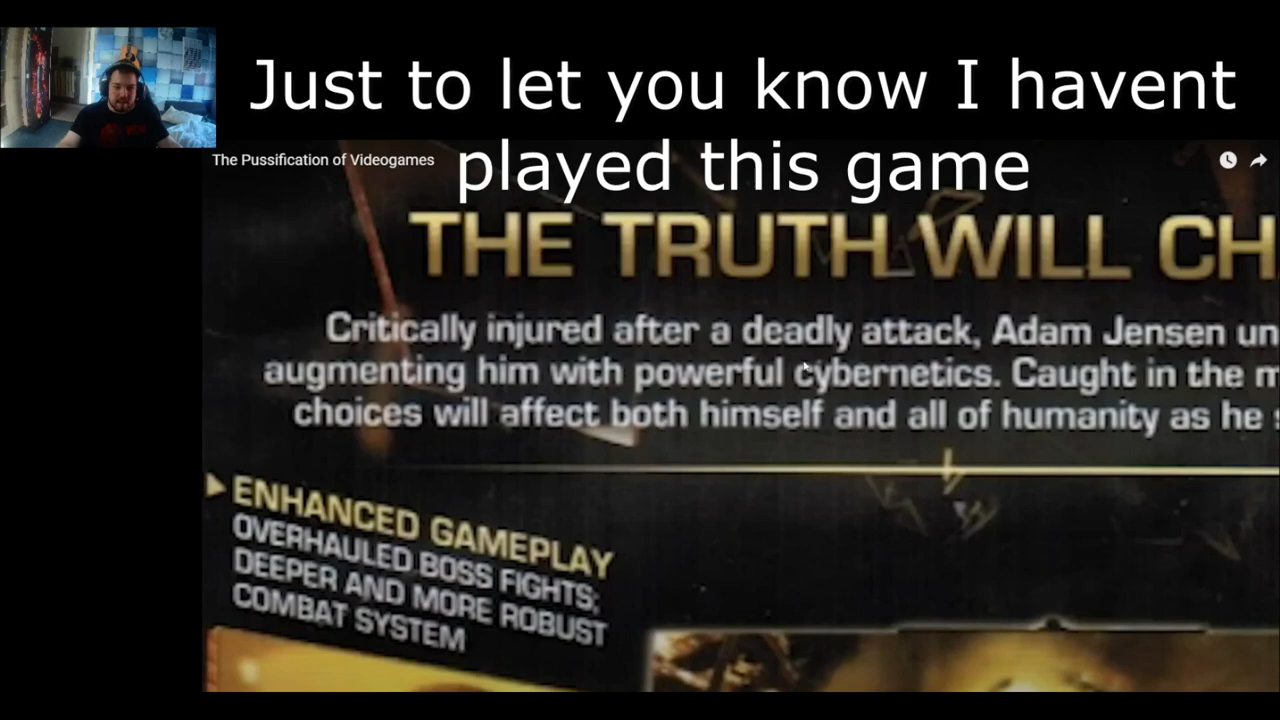 Just to let you know I havent
played this game
The Pussification of Videogames
THE TRUTH WILL CH
Critically injured after a deadly attack, Adam Jensen un
augmenting him with powerful cybernetics. Caught in the m
choices will affect both himself and all of humanity as he
ENHANCED GAMEPLAY
OVERHAULED BOSS FIGHTS;
DEEPER AND MORE ROBUST
COMBAT SYSTEM